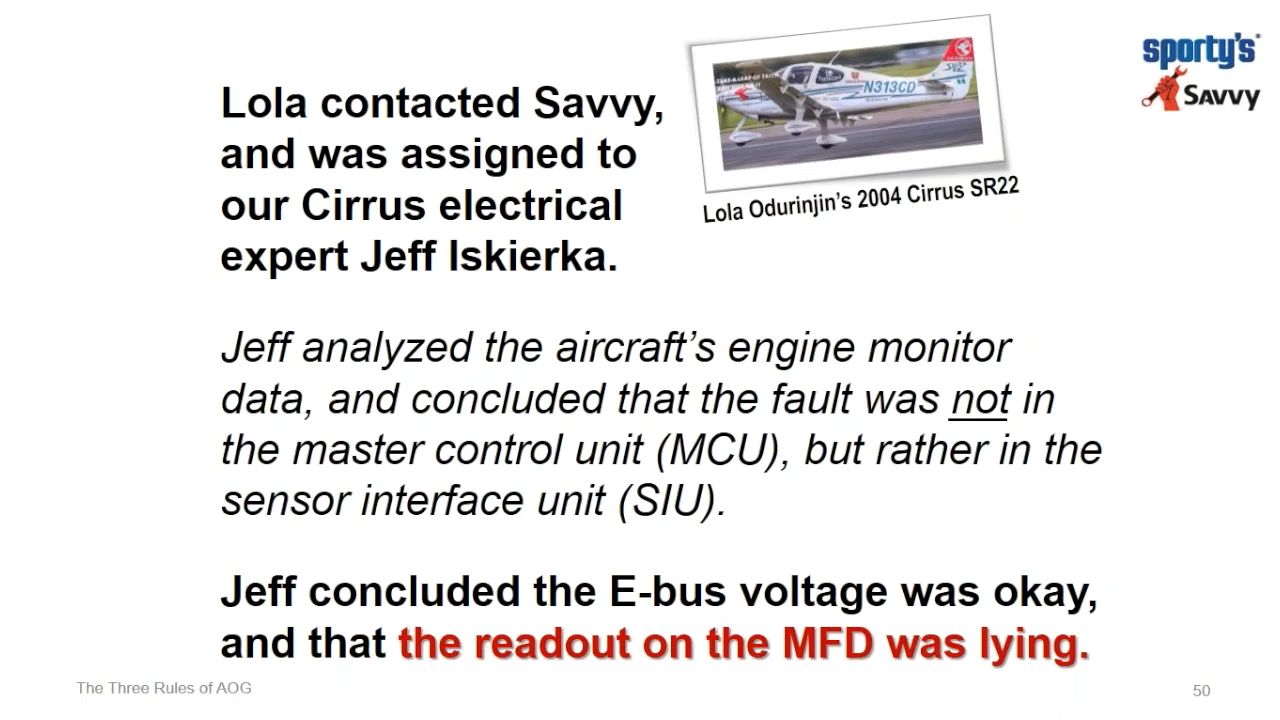 Lola contacted Savvy,
and was assigned to
our Cirrus electrical
expert Jeff Iskierka.
N313CD
SR22
Lola Odurinjin's 2004 Cirrus SR22
sporty's
Savvy
Jeff analyzed the aircraft's engine monitor
data, and concluded that the fault was not in
the master control unit (MCU), but rather in the
sensor interface unit (SIU).
Jeff concluded the E-bus voltage was okay,
and that the readout on the MFD was lying.
The Three Rules of AOG
50